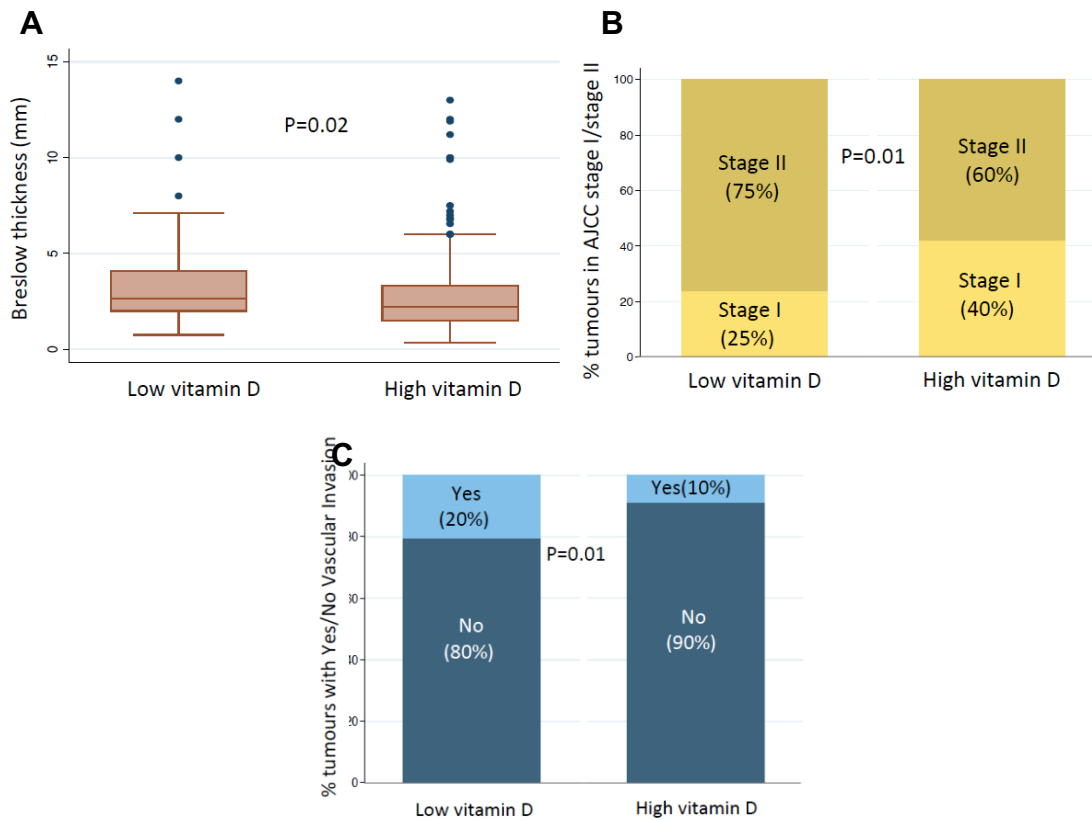 A
Breslow thickness (mm)
15
10
5
0
P=0.02
Low vitamin D
High vitamin D
B
% tumours in AJCC stage I/stage II
100
80
60
40
20
0
Stage II
(75%)
Stage I
(25%)
P=0.01
Stage II
(60%)
Stage I
(40%)
Low vitamin D
High vitamin D
C
% tumours with Yes/No Vascular Invasion
80
60
40
20
0
Yes
(20%)
No
(80%)
P=0.01
Yes(10%)
No
(90%)
Low vitamin D
High vitamin D